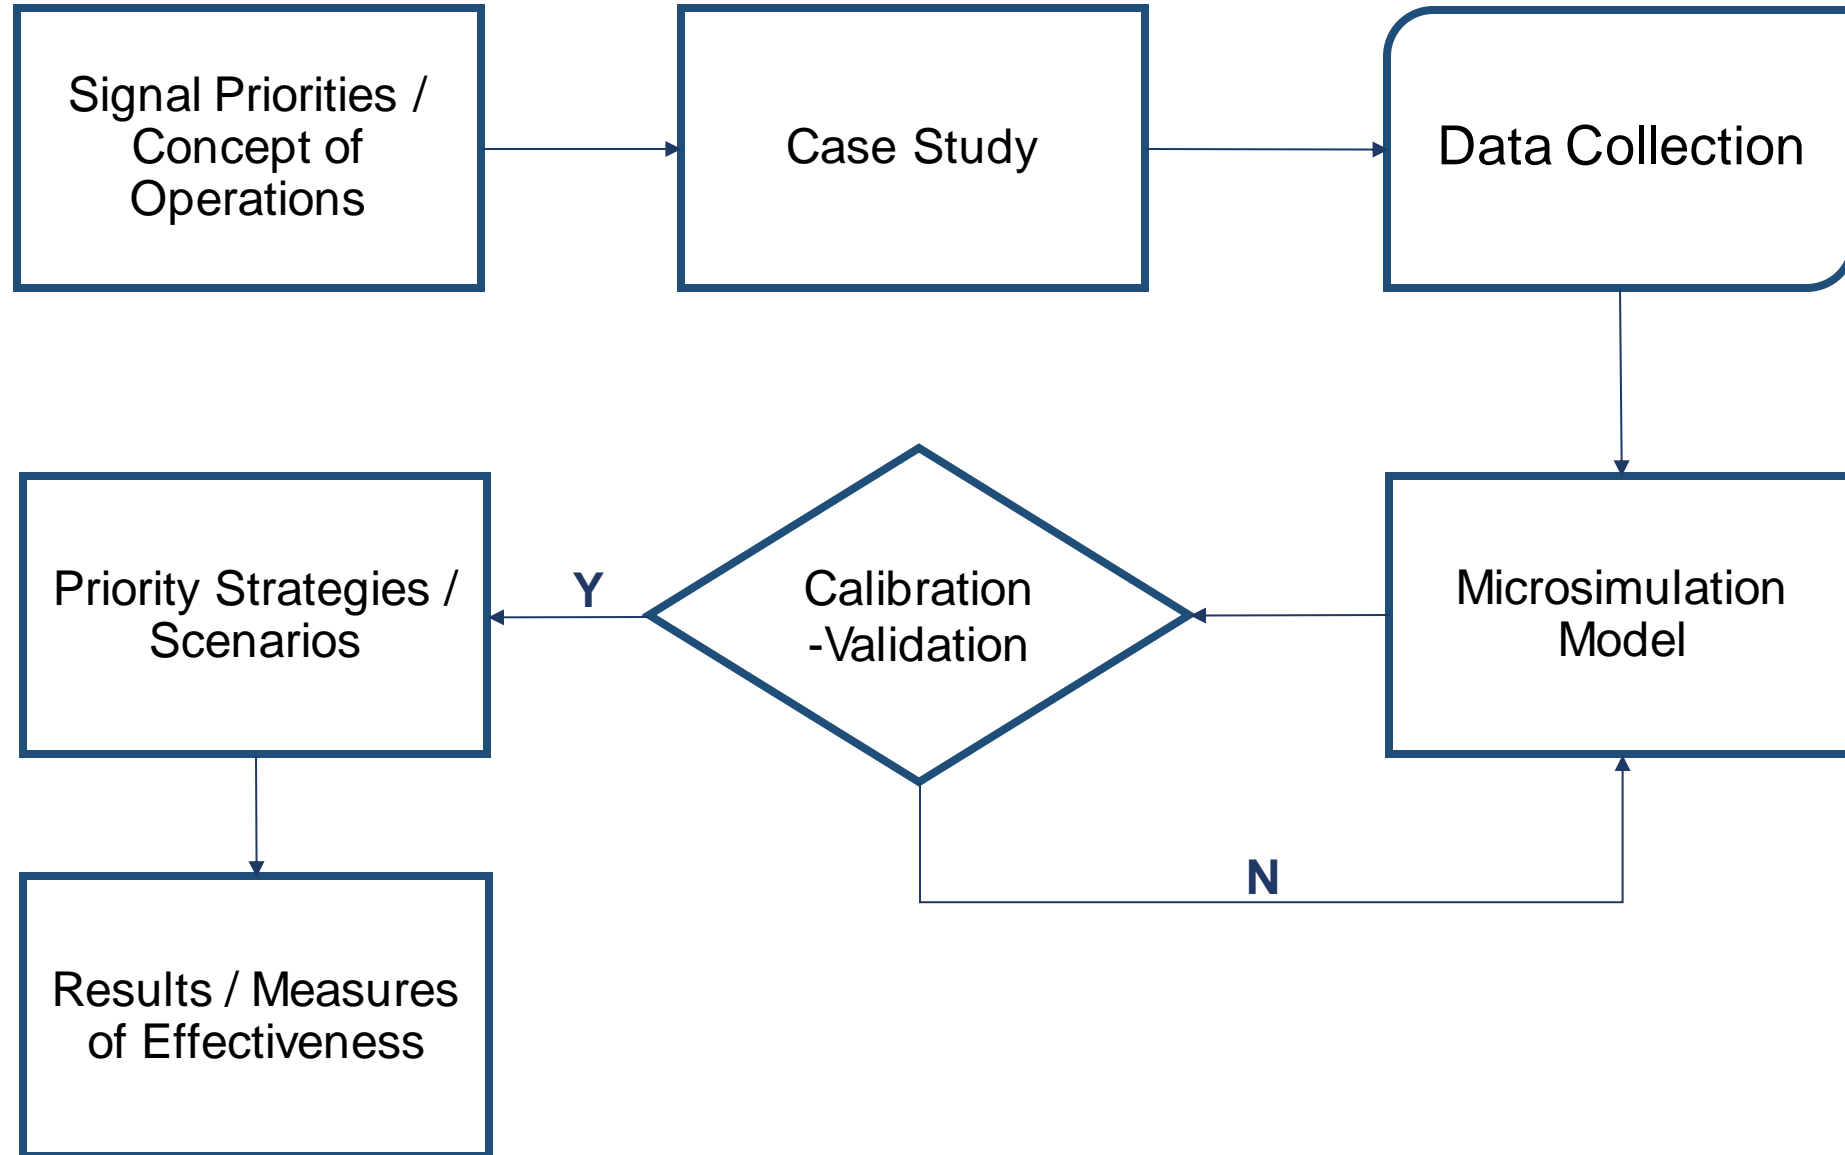 Signal Priorities /
Concept of
Operations
Case Study
Data Collection
Priority Strategies /
Scenarios
Y
Calibration
-Validation
Microsimulation
Model
N
Results / Measures
of Effectiveness